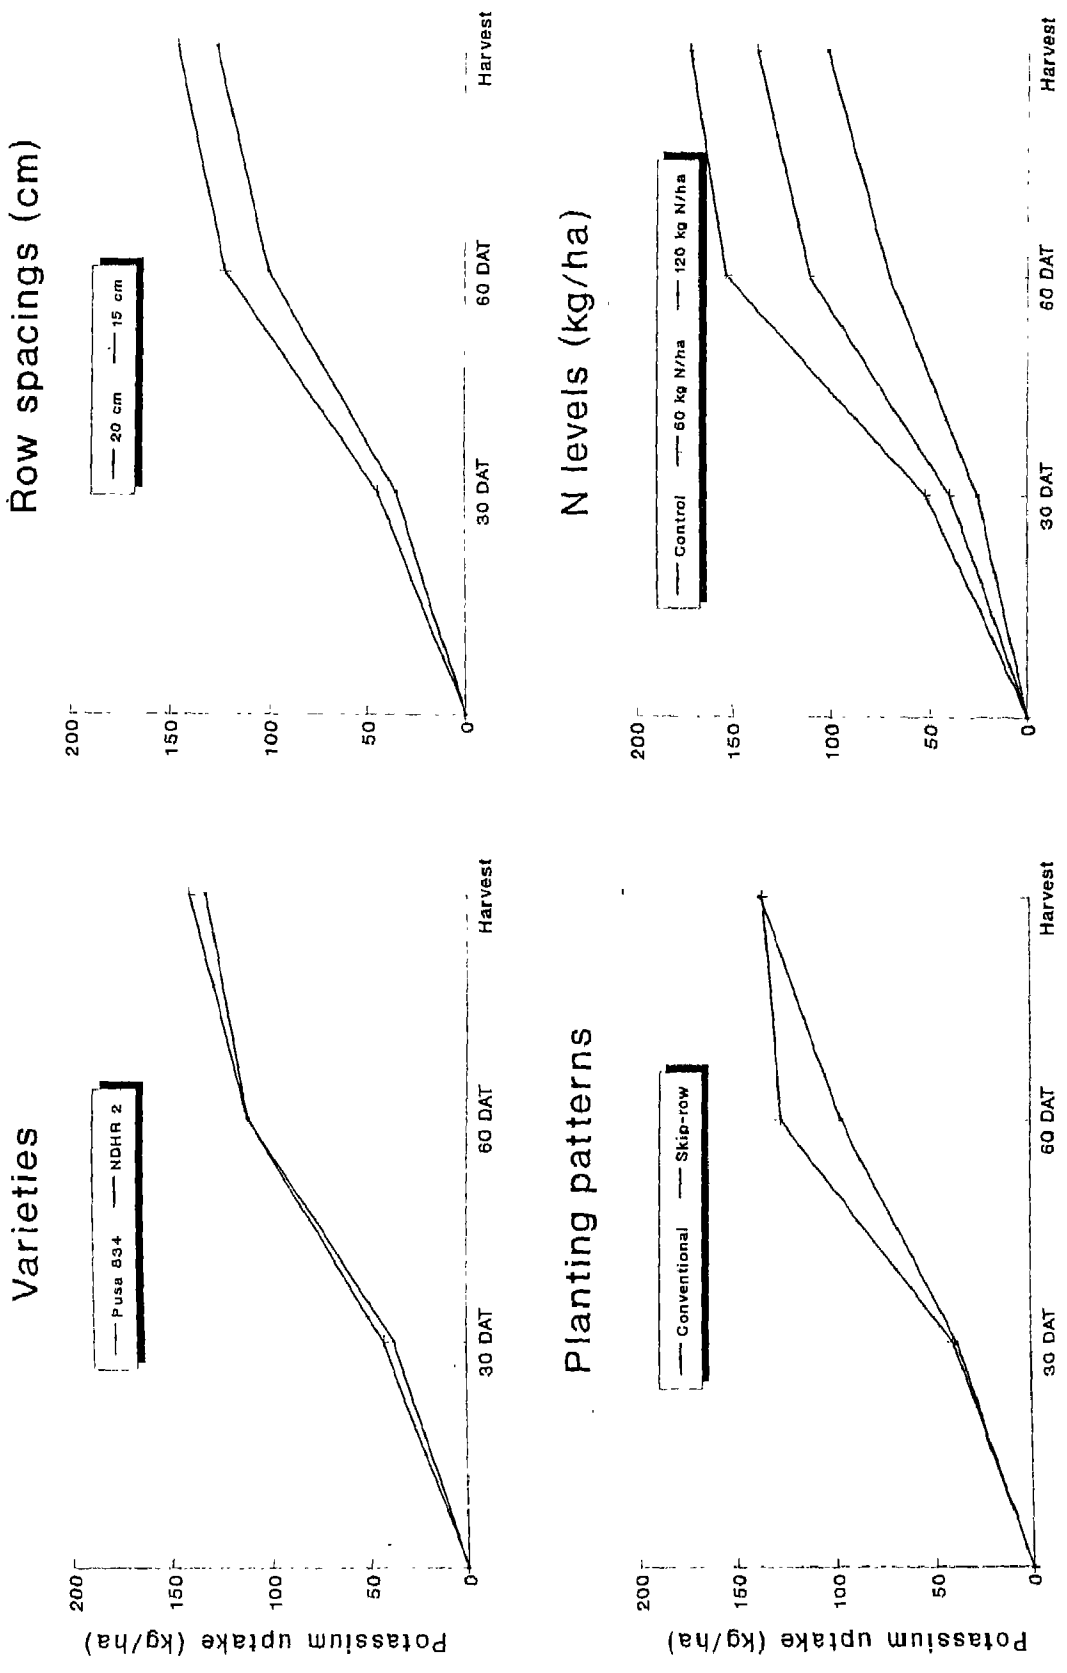 Varieties
Pusa 834 NDHR 2
200
150
100
50
0
Potassium uptake (kg/ha)
30 DAT 60 DAT Harvest
Row spacings (cm)
20 cm 15 cm
200
150
100
50
0
30 DAT 60 DAT Harvest
Planting patterns
Conventional Skip-row
200
150
100
50
0
Potassium uptake (kg/ha)
30 DAT 60 DAT Harvest
N levels (kg/ha)
Control 60 kg N/ha 120 kg N/ha
200
150
100
50
0
30 DAT 60 DAT Harvest